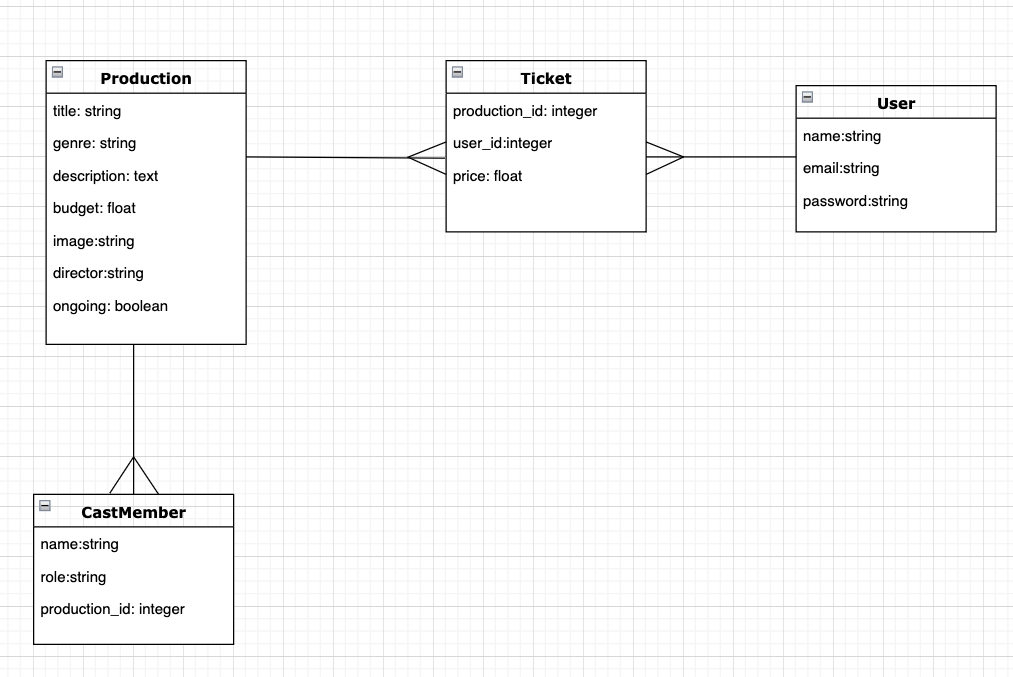 Production
title: string
genre: string
description: text
budget: float
image:string
director:string
ongoing: boolean
Ticket
production_id: integer
user_id:integer
price: float
User
name:string
email:string
password:string
CastMember
name:string
role:string
production_id: integer